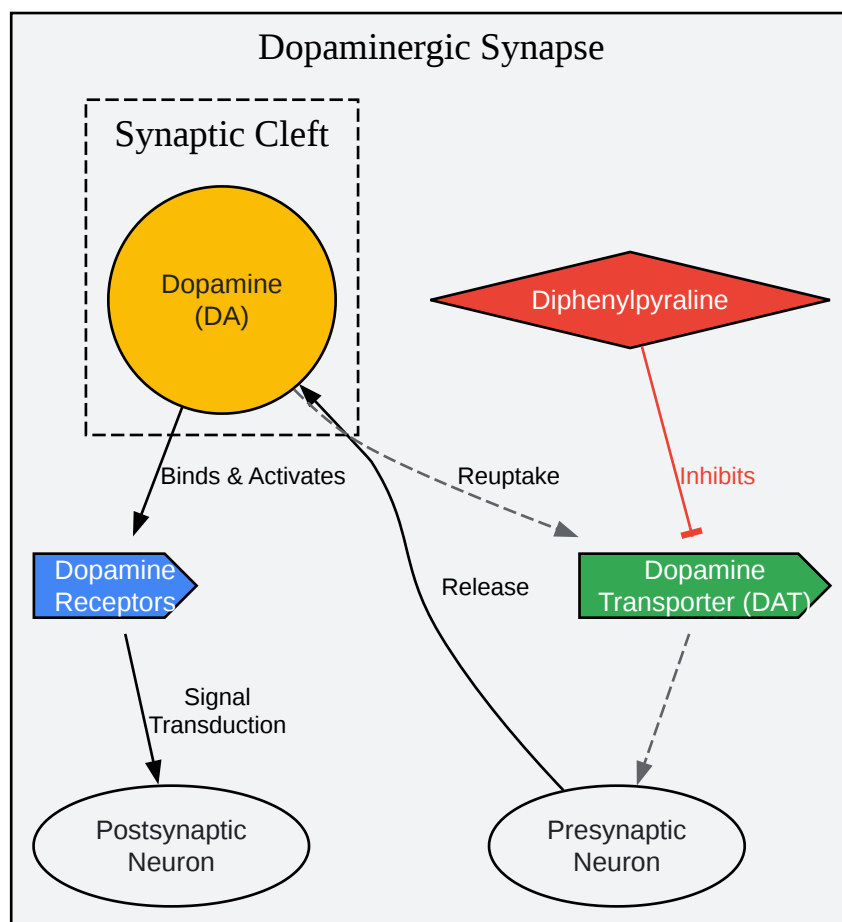 Dopaminergic Synapse
Synaptic Cleft
Dopamine
(DA)
Diphenylpyraline
Binds & Activates
Reuptake
Inhibits
Dopamine
Receptors
Release
Dopamine
Transporter (DAT)
Signal
Transduction
Postsynaptic
Neuron
Presynaptic
Neuron